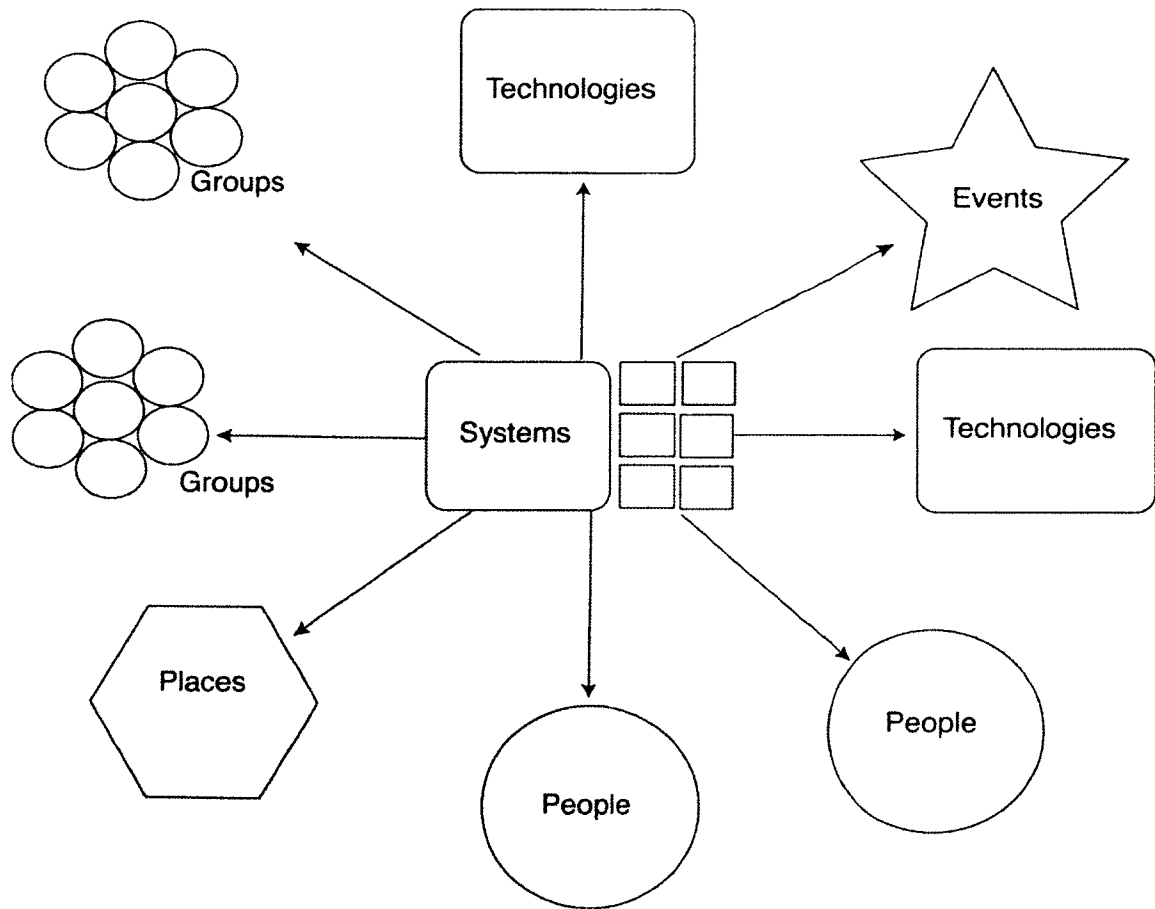 Technologies
Groups
Events
Systems
Technologies
Groups
Places
People
People